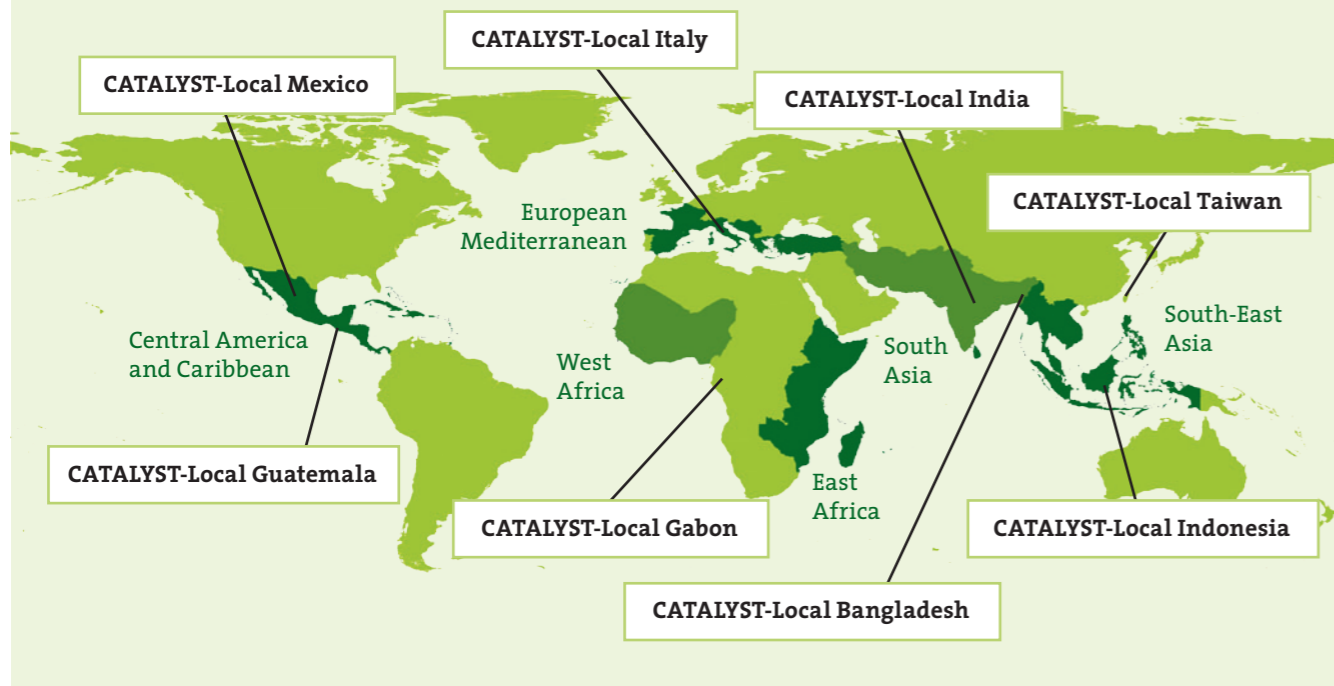 CATALYST-Local Italy
CATALYST-Local Mexico
CATALYST-Local India
CATALYST-Local Taiwan
European
Mediterranean
Central America
and Caribbean
West
Africa
South
Asia
South-East
Asia
CATALYST-Local Guatemala
East
Africa
CATALYST-Local Gabon
CATALYST-Local Indonesia
CATALYST-Local Bangladesh